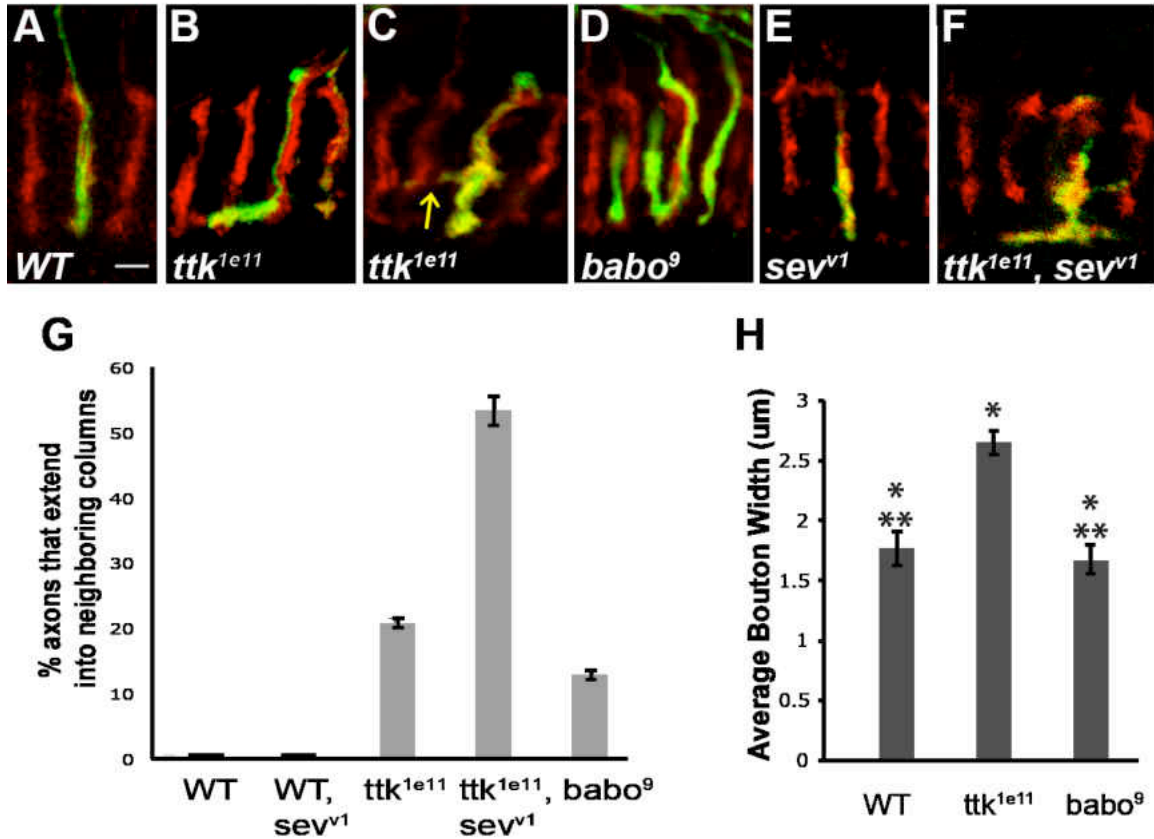 A B C D E F
WT ttk¹ᵉ¹¹ ttk¹ᵉ¹¹ babo⁹ sevᵛ¹ ttk¹ᵉ¹¹, sevᵛ¹
G
% axons that extend
into neighboring columns
60
50
40
30
20
10
0
WT WT, sevᵛ¹ ttk¹ᵉ¹¹ ttk¹ᵉ¹¹, sevᵛ¹ babo⁹
H
Average Bouton Width (um)
3
2.5
2
1.5
1
0.5
0
* ** * * **
WT ttk¹ᵉ¹¹ babo⁹